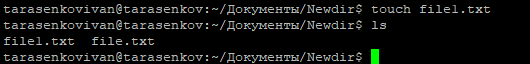 tarasenkovivan@tarasenkov:~/Документы/Newdir$ touch file1.txt
tarasenkovivan@tarasenkov:~/Документы/Newdir$ ls
file1.txt  file.txt
tarasenkovivan@tarasenkov:~/Документы/Newdir$